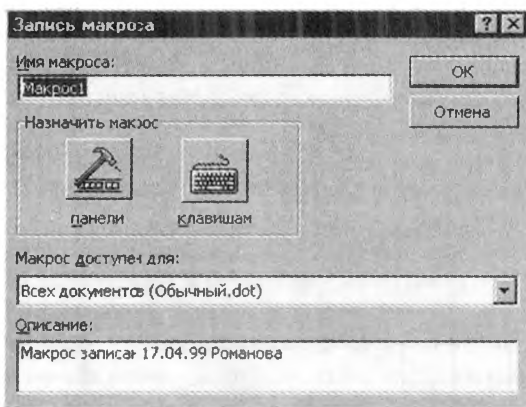 Запись макроса
Имя макроса:
Макрос1
ОК
Отмена
Назначить макрос
панели
клавишам
Макрос доступен для:
Всех документов (Обычный.dot)
Описание:
Макрос записан 17.04.99 Романова